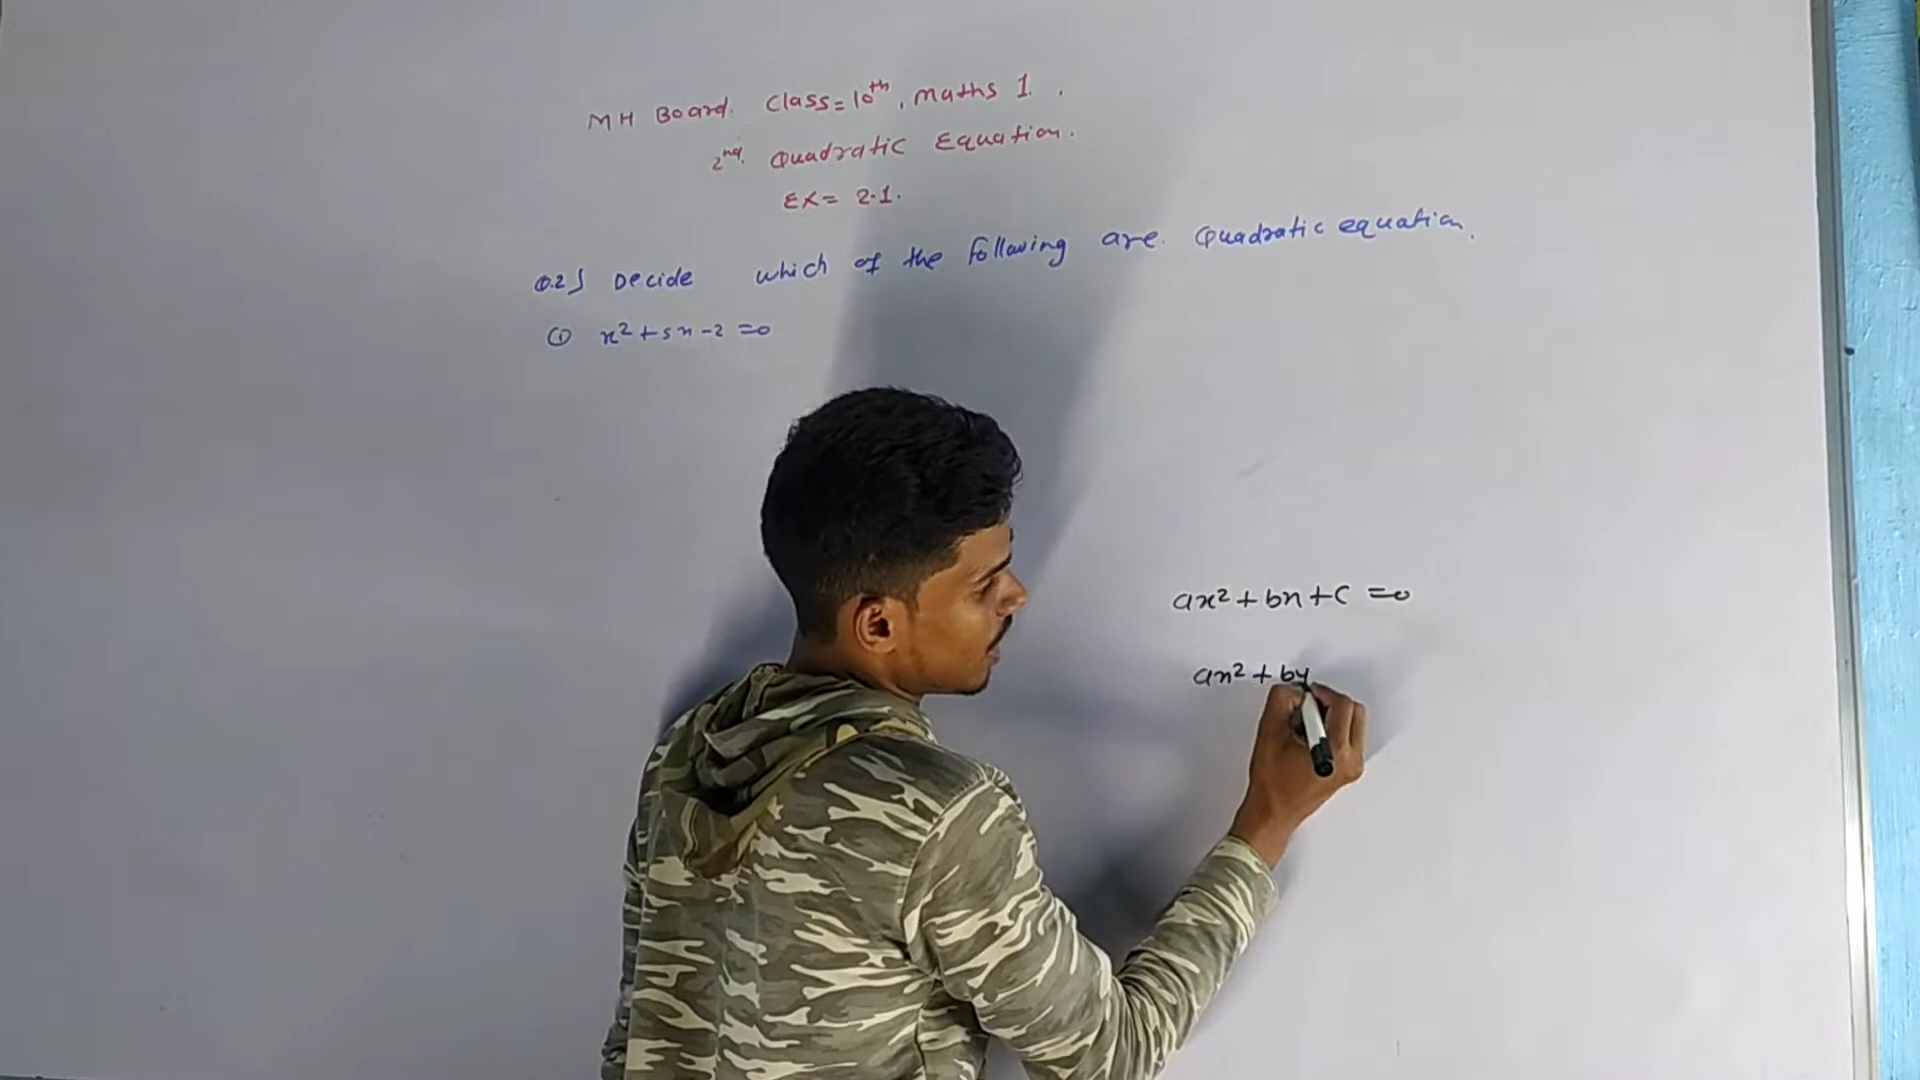 MH Board. Class=10th, maths 1.
2nd. Quadratic Equation.
EX= 2.1.
Q.2] Decide which of the following are Quadratic equation.
① x²+5x-2=0
ax²+bx+c=0
ax²+by